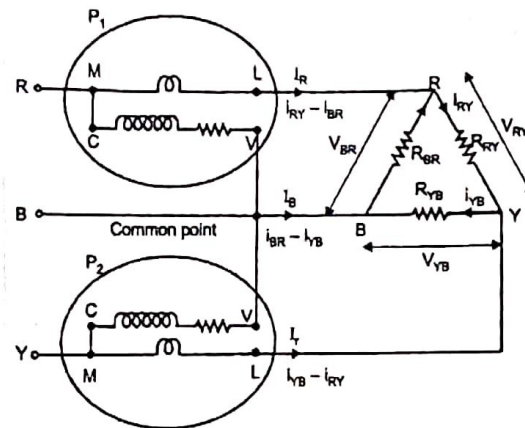 P1
R
M
L
IR
iRY – iBR
C
V
R
IRY
VRY
VBR
RBR
RRY
RYB
iYB
B
IB
Common point
iBR – iYB
B
Y
VYB
P2
C
V
Y
M
L
IY
iYB – iRY